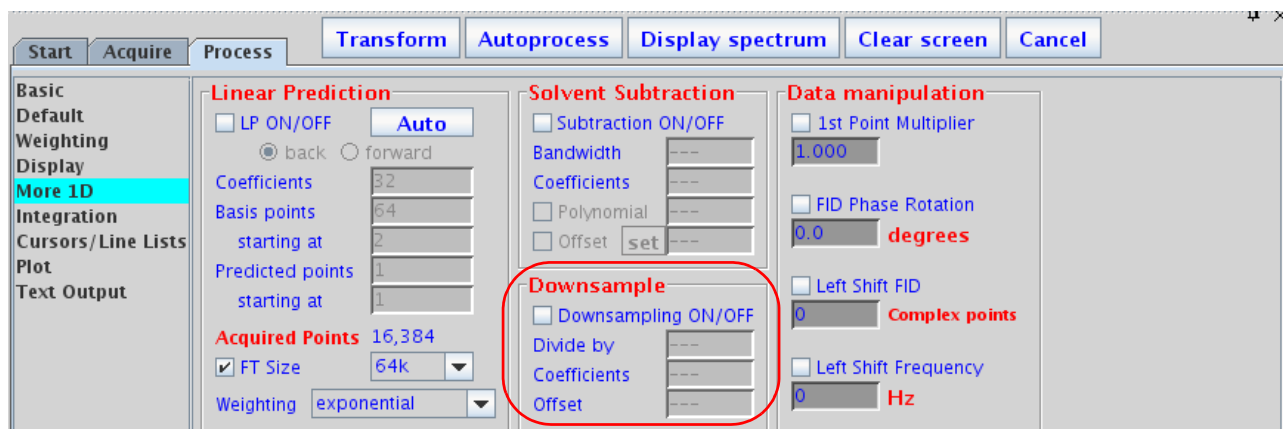 Start Acquire Process Transform Autoprocess Display spectrum Clear screen Cancel
Basic
Default
Weighting
Display
More 1D
Integration
Cursors/Line Lists
Plot
Text Output
Linear Prediction
LP ON/OFF Auto
back forward
Coefficients 32
Basis points 64
starting at 2
Predicted points 1
starting at 1
Acquired Points 16,384
FT Size 64k
Weighting exponential
Solvent Subtraction
Subtraction ON/OFF
Bandwidth ---
Coefficients ---
Polynomial ---
Offset set ---
Downsample
Downsampling ON/OFF
Divide by ---
Coefficients ---
Offset ---
Data manipulation
1st Point Multiplier
1.000
FID Phase Rotation
0.0 degrees
Left Shift FID
0 Complex points
Left Shift Frequency
0 Hz